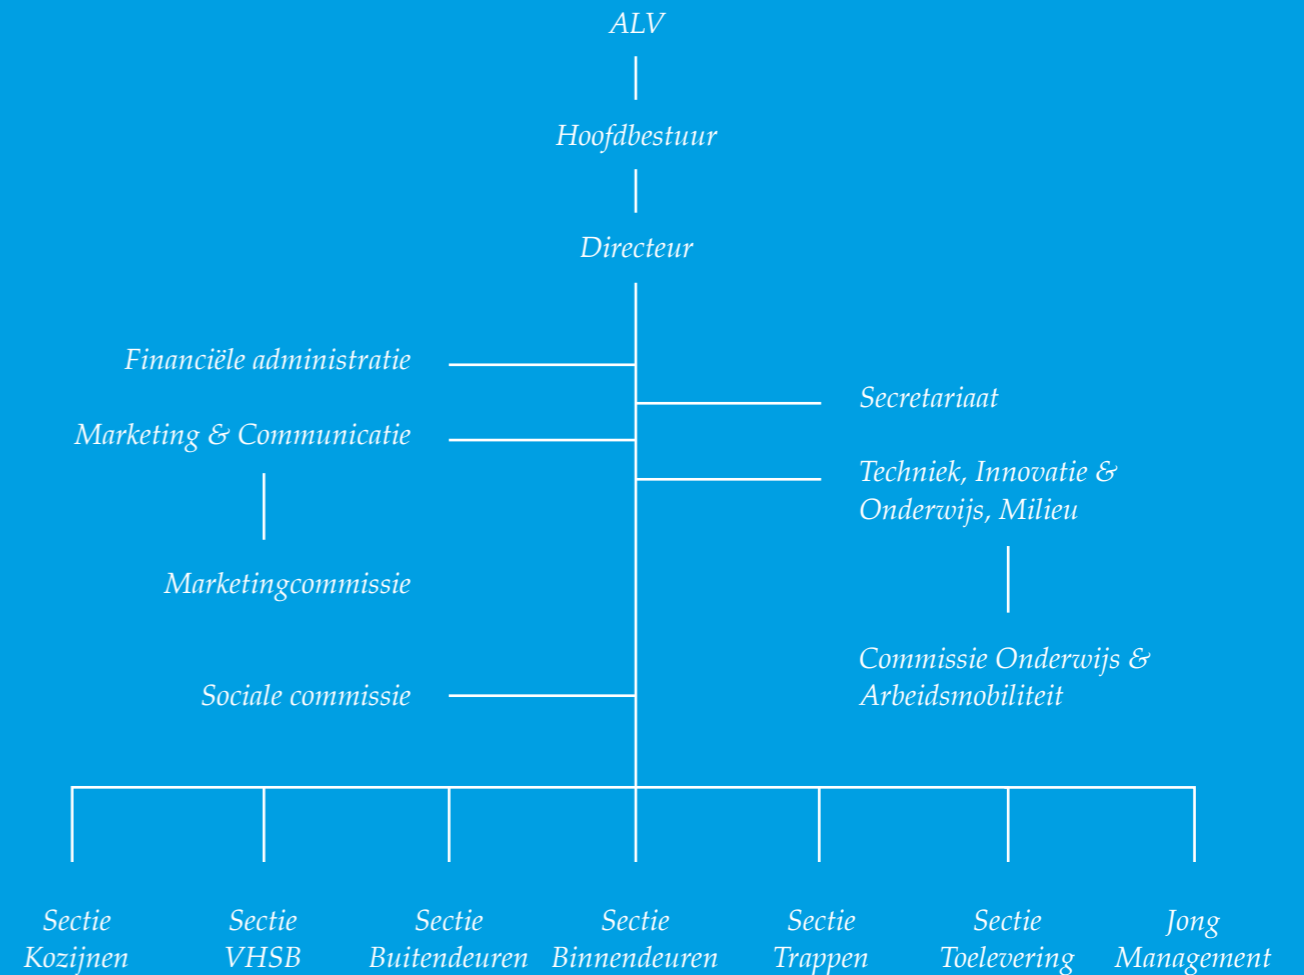 ALV
Hoofdbestuur
Directeur
Financiële administratie
Secretariaat
Marketing & Communicatie
Techniek, Innovatie &
Onderwijs, Milieu
Marketingcommissie
Commissie Onderwijs &
Arbeidsmobiliteit
Sociale commissie
Sectie
Kozijnen
Sectie
VHSB
Sectie
Buitendeuren
Sectie
Binnendeuren
Sectie
Trappen
Sectie
Toelevering
Jong
Management